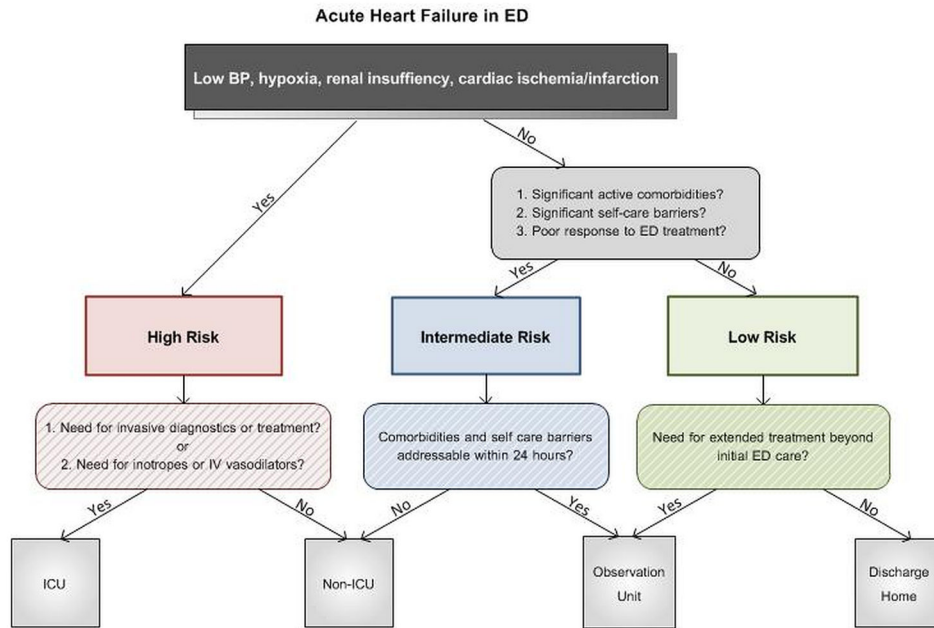 Acute Heart Failure in ED
Low BP, hypoxia, renal insuffiency, cardiac ischemia/infarction
Yes
No
1. Significant active comorbidities?
2. Significant self-care barriers?
3. Poor response to ED treatment?
Yes
No
High Risk
Intermediate Risk
Low Risk
1. Need for invasive diagnostics or treatment?
or
2. Need for inotropes or IV vasodilators?
Comorbidities and self care barriers
addressable within 24 hours?
Need for extended treatment beyond
initial ED care?
Yes
No
No
Yes
Yes
No
ICU
Non-ICU
Observation
Unit
Discharge
Home